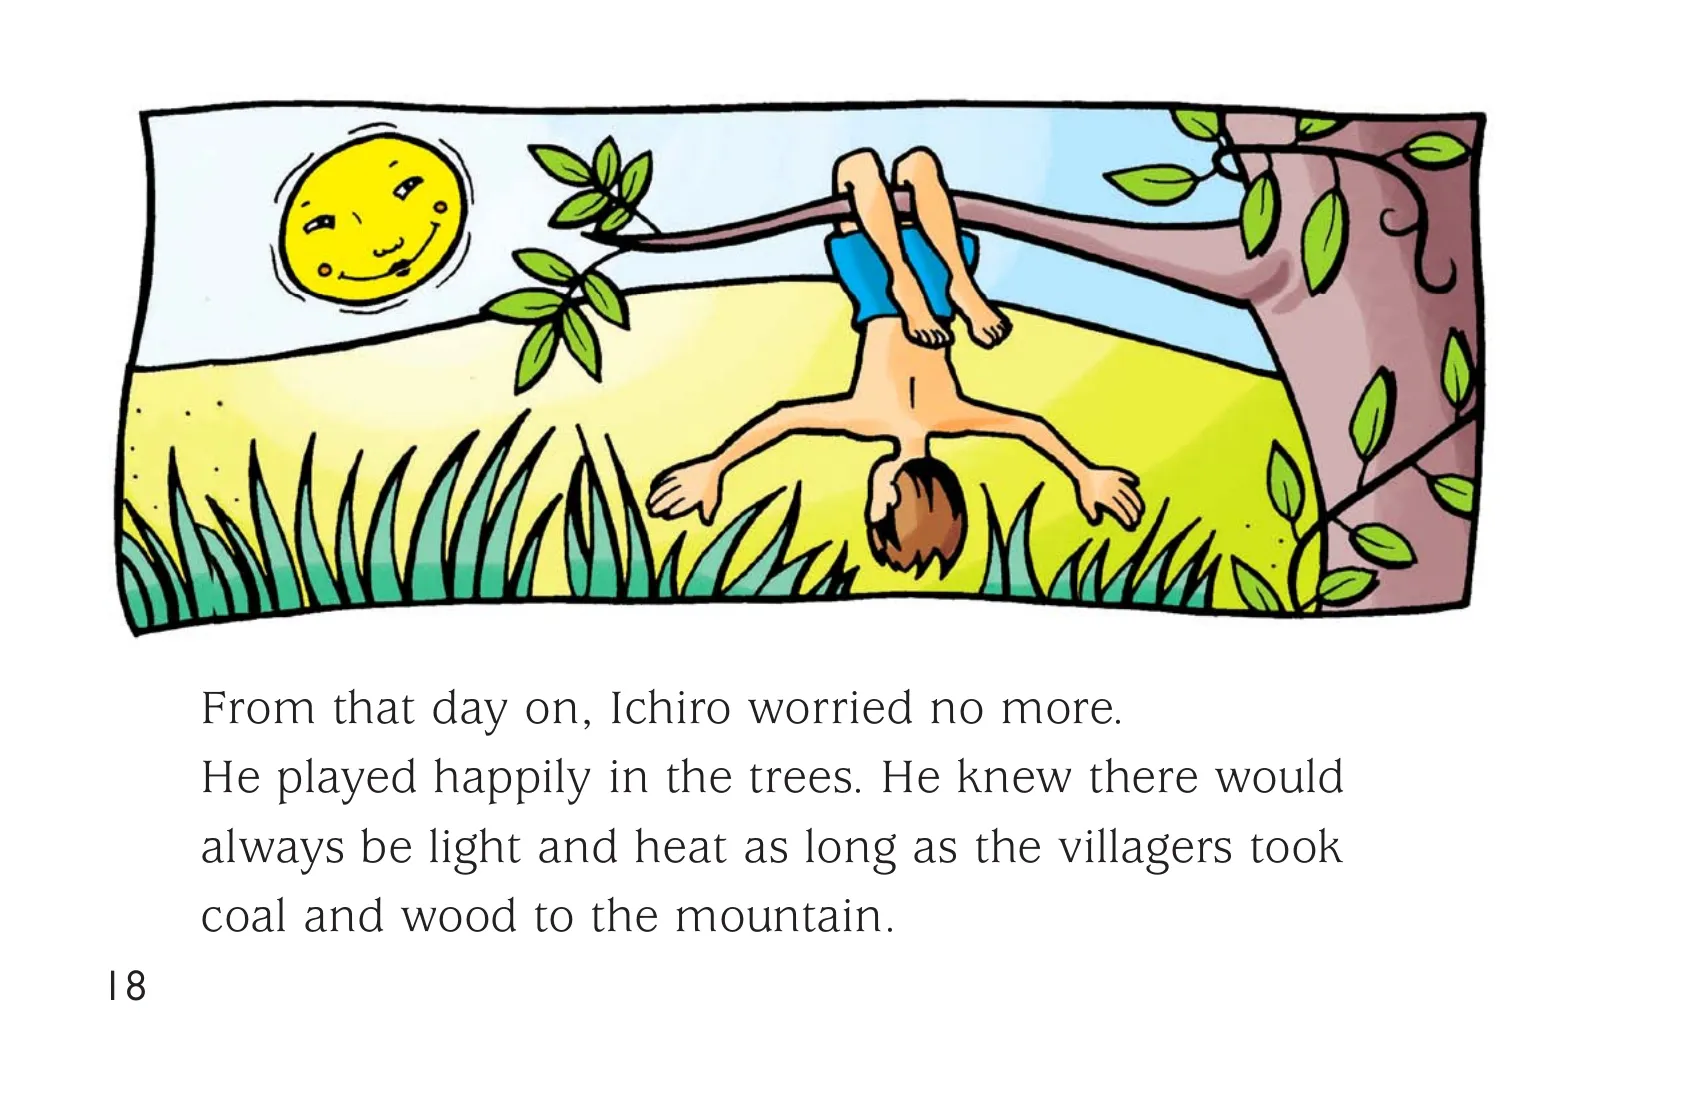 From that day on, Ichiro worried no more.
He played happily in the trees. He knew there would
always be light and heat as long as the villagers took
coal and wood to the mountain.
18